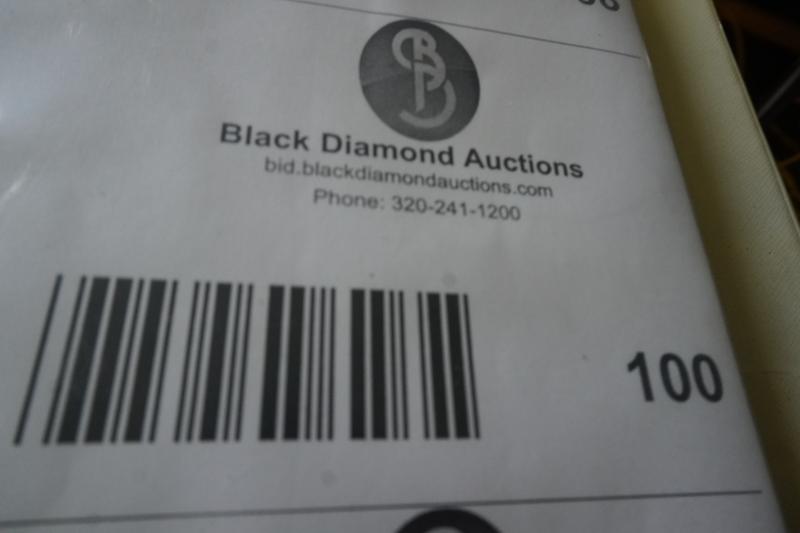 Black Diamond Auctions
bid.blackdiamondauctions.com
Phone: 320-241-1200
100